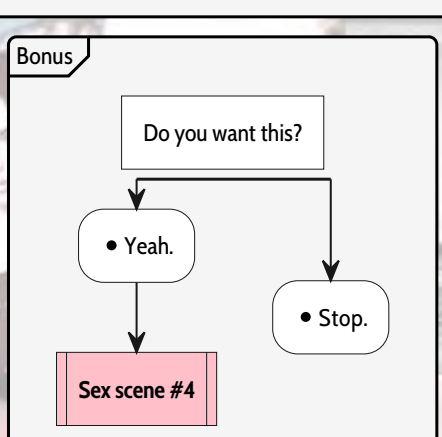 Bonus
Do you want this?
• Yeah.
• Stop.
Sex scene #4